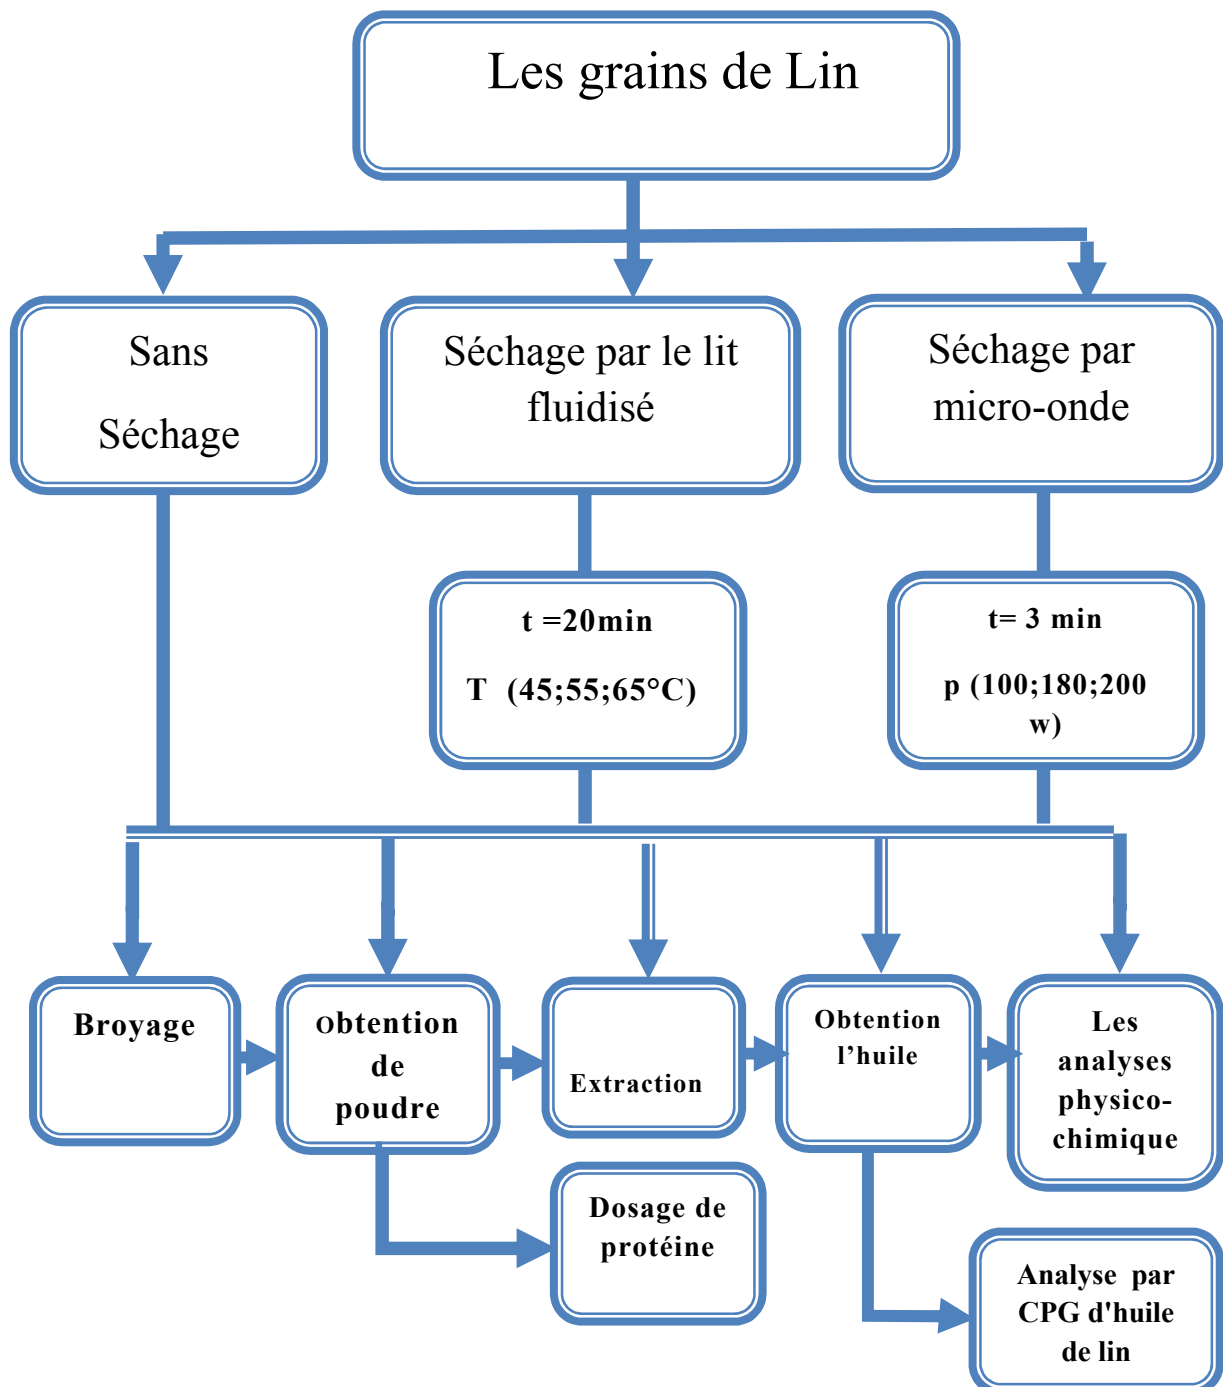 Les grains de Lin
Sans
Séchage
Séchage par le lit
fluidisé
Séchage par
micro-onde
t =20min
T (45;55;65°C)
t= 3 min
p (100;180;200
w)
Broyage
Obtention
de
poudre
Extraction
Obtention
l’huile
Les
analyses
physico-
chimique
Dosage de
protéine
Analyse par
CPG d'huile
de lin